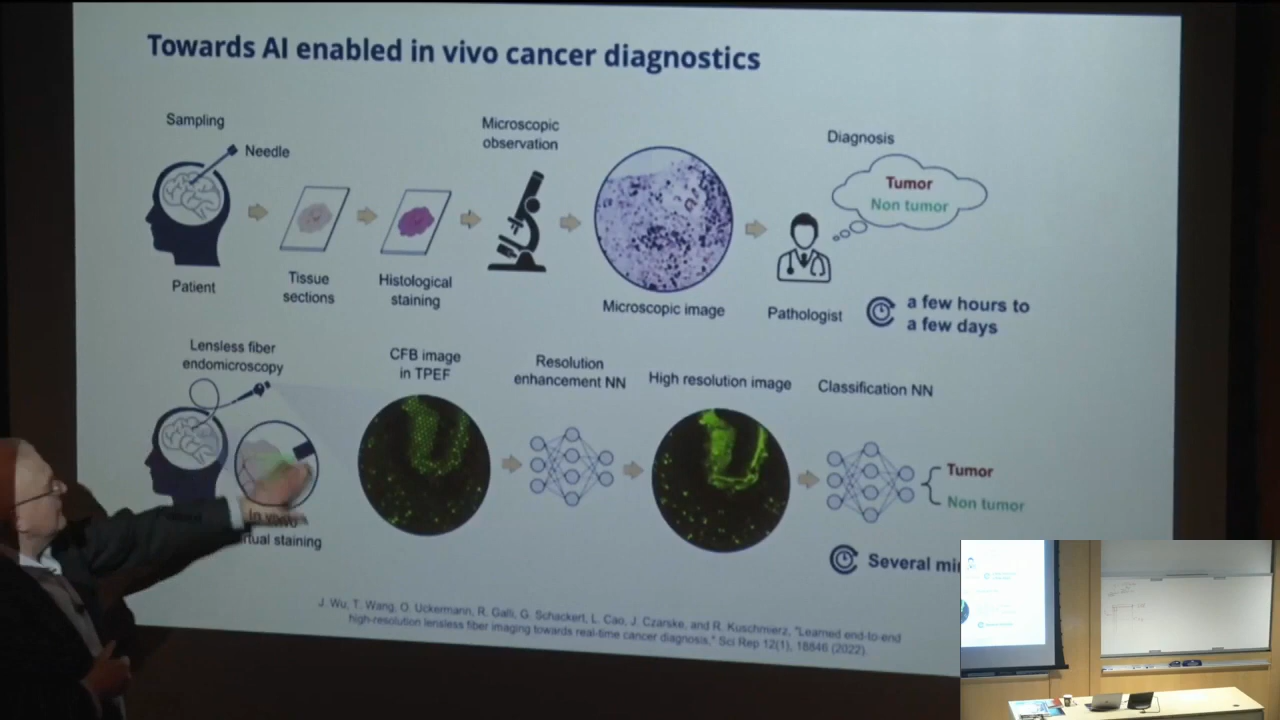 Towards AI enabled in vivo cancer diagnostics
Sampling
Needle
Patient
Tissue
sections
Histological
staining
Microscopic
observation
Microscopic image
Diagnosis
Tumor
Non tumor
Pathologist
a few hours to
a few days
Lensless fiber
endomicroscopy
In vivo
staining
CFB image
in TPEF
Resolution
enhancement NN
High resolution image
Classification NN
Tumor
Non tumor
Several
J. Wu, T. Wang, O. Uckermann, R. Galli, G. Schackert, L. Cao, J. Czarske, and R. Kuschmierz, "Learned end-to-end
high-resolution lensless fiber imaging towards real-time cancer diagnosis," Sci Rep 12(1), 18846 (2022).